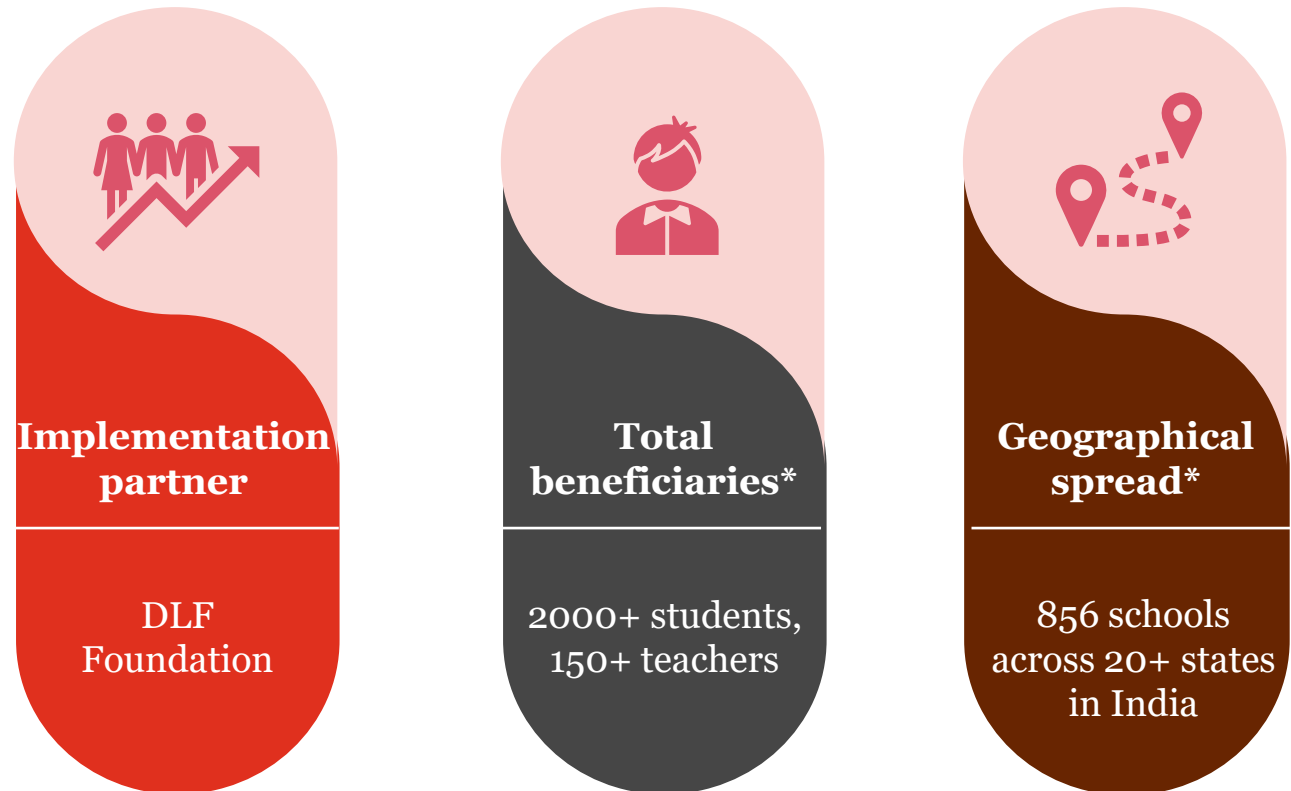 Implementation
partner
DLF
Foundation
Total
beneficiaries*
2000+ students,
150+ teachers
Geographical
spread*
856 schools
across 20+ states
in India